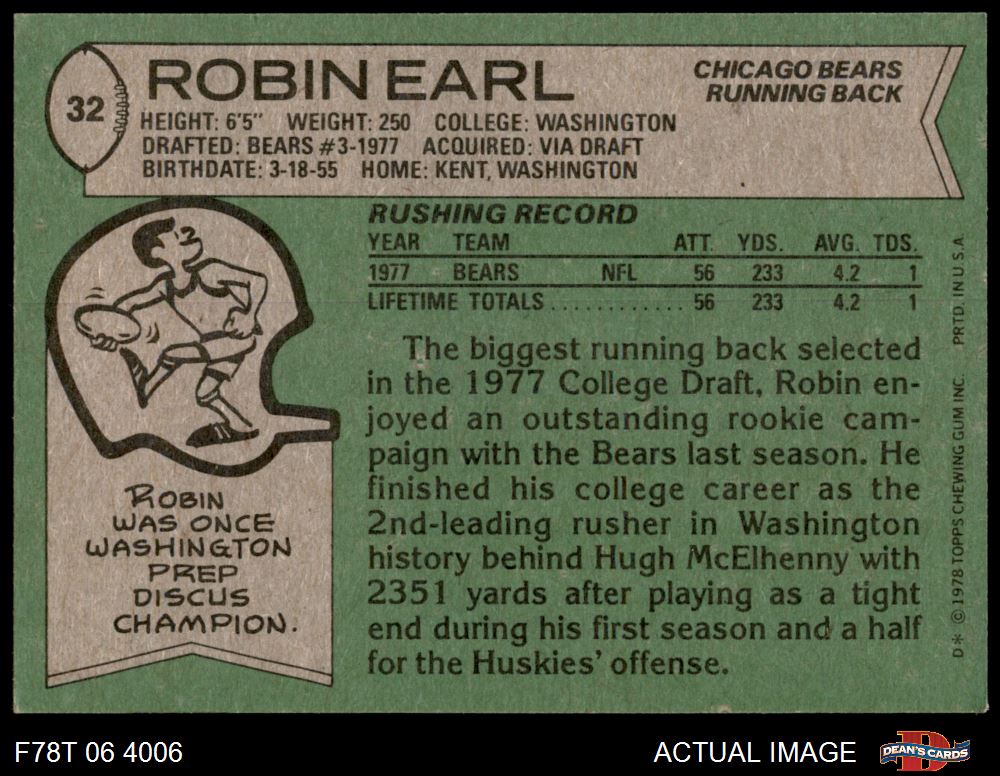 32
ROBIN EARL
CHICAGO BEARS
RUNNING BACK
HEIGHT: 6'5" WEIGHT: 250 COLLEGE: WASHINGTON
DRAFTED: BEARS #3-1977 ACQUIRED: VIA DRAFT
BIRTHDATE: 3-18-55 HOME: KENT, WASHINGTON
RUSHING RECORD
YEAR TEAM ATT. YDS. AVG. TDS.
1977 BEARS NFL 56 233 4.2 1
LIFETIME TOTALS............ 56 233 4.2 1
The biggest running back selected
in the 1977 College Draft, Robin en-
joyed an outstanding rookie cam-
paign with the Bears last season. He
finished his college career as the
2nd-leading rusher in Washington
history behind Hugh McElhenny with
2351 yards after playing as a tight
end during his first season and a half
for the Huskies' offense.
ROBIN
WAS ONCE
WASHINGTON
PREP
DISCUS
CHAMPION.
D* © 1978 TOPPS CHEWING GUM INC. PRTD. IN U.S.A.
F78T 06 4006
ACTUAL IMAGE
DEAN'S CARDS